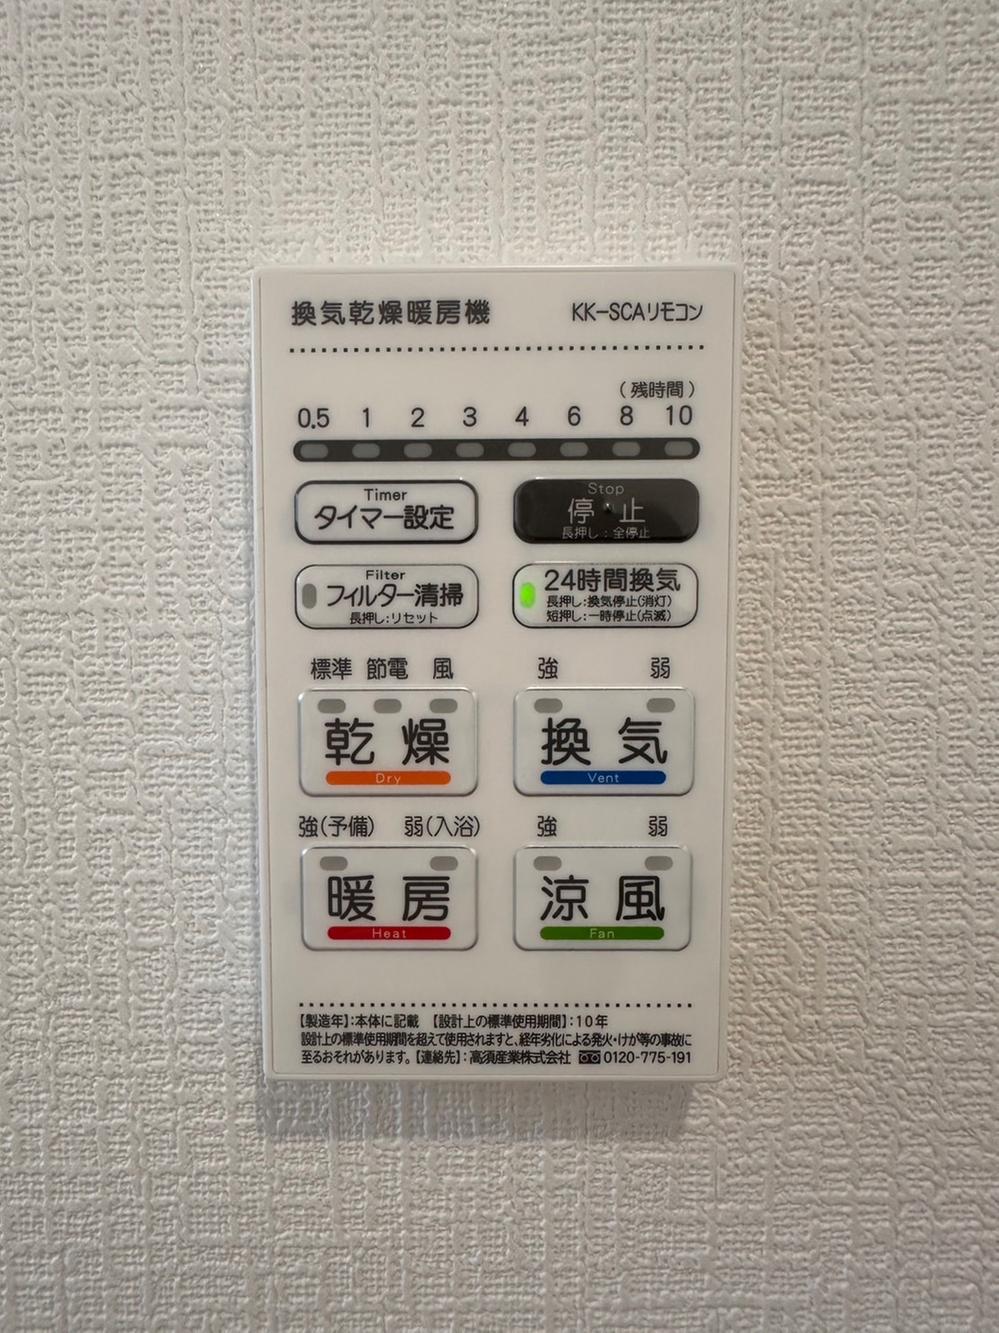 換気乾燥暖房機 KK-SCAリモコン
(残時間)
0.5 1 2 3 4 6 8 10
Timer
タイマー設定
Stop
停・止
長押し:全停止
Filter
フィルター清掃
長押し:リセット
24時間換気
長押し:換気停止(消灯)
短押し:一時停止(点滅)
標準 節電 風
乾燥
Dry
強 弱
換気
Vent
強(予備) 弱(入浴)
暖房
Heat
強 弱
涼風
Fan
【製造年】:本体に記載 【設計上の標準使用期間】:10年
設計上の標準使用期間を超えて使用されますと、経年劣化による発火・けが等の事故に
至るおそれがあります。【連絡先】:高須産業株式会社 0120-775-191